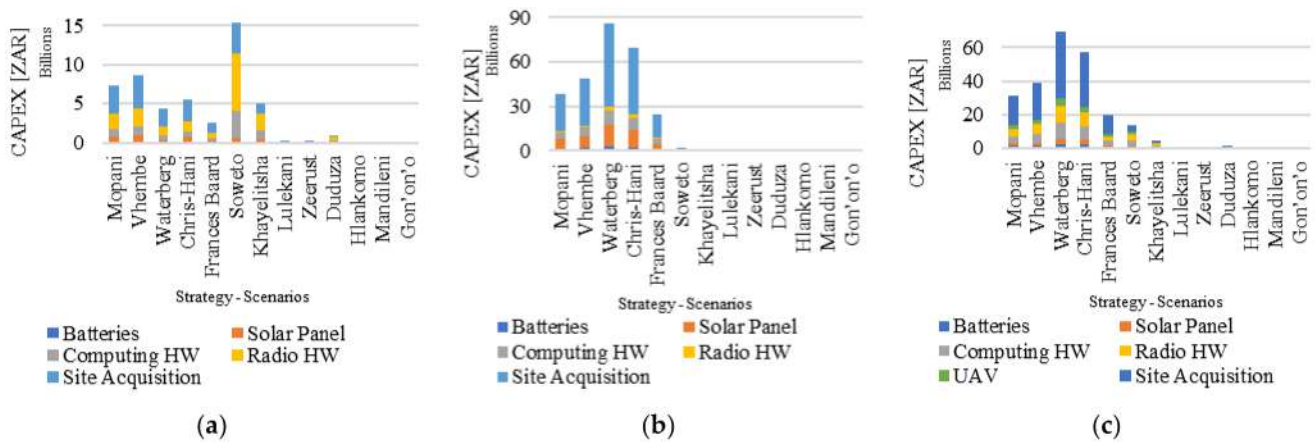 CAPEX [ZAR]
Billions
15
10
5
0
Mopani
Vhembe
Waterberg
Chris-Hani
Frances Baard
Soweto
Khayelitsha
Lulekani
Zeerust
Duduza
Hlankomo
Mandileni
Gon'on'o
Strategy - Scenarios
Batteries
Solar Panel
Computing HW
Radio HW
Site Acquisition
(a)
CAPEX [ZAR]
Billions
90
60
30
0
Mopani
Vhembe
Waterberg
Chris-Hani
Frances Baard
Soweto
Khayelitsha
Lulekani
Zeerust
Duduza
Hlankomo
Mandileni
Gon'on'o
Strategy - Scenarios
Batteries
Solar Panel
Computing HW
Radio HW
Site Acquisition
(b)
CAPEX [ZAR]
Billions
60
40
20
0
Mopani
Vhembe
Waterberg
Chris-Hani
Frances Baard
Soweto
Khayelitsha
Lulekani
Zeerust
Duduza
Hlankomo
Mandileni
Gon'on'o
Strategy - Scenarios
Batteries
Solar Panel
Computing HW
Radio HW
UAV
Site Acquisition
(c)